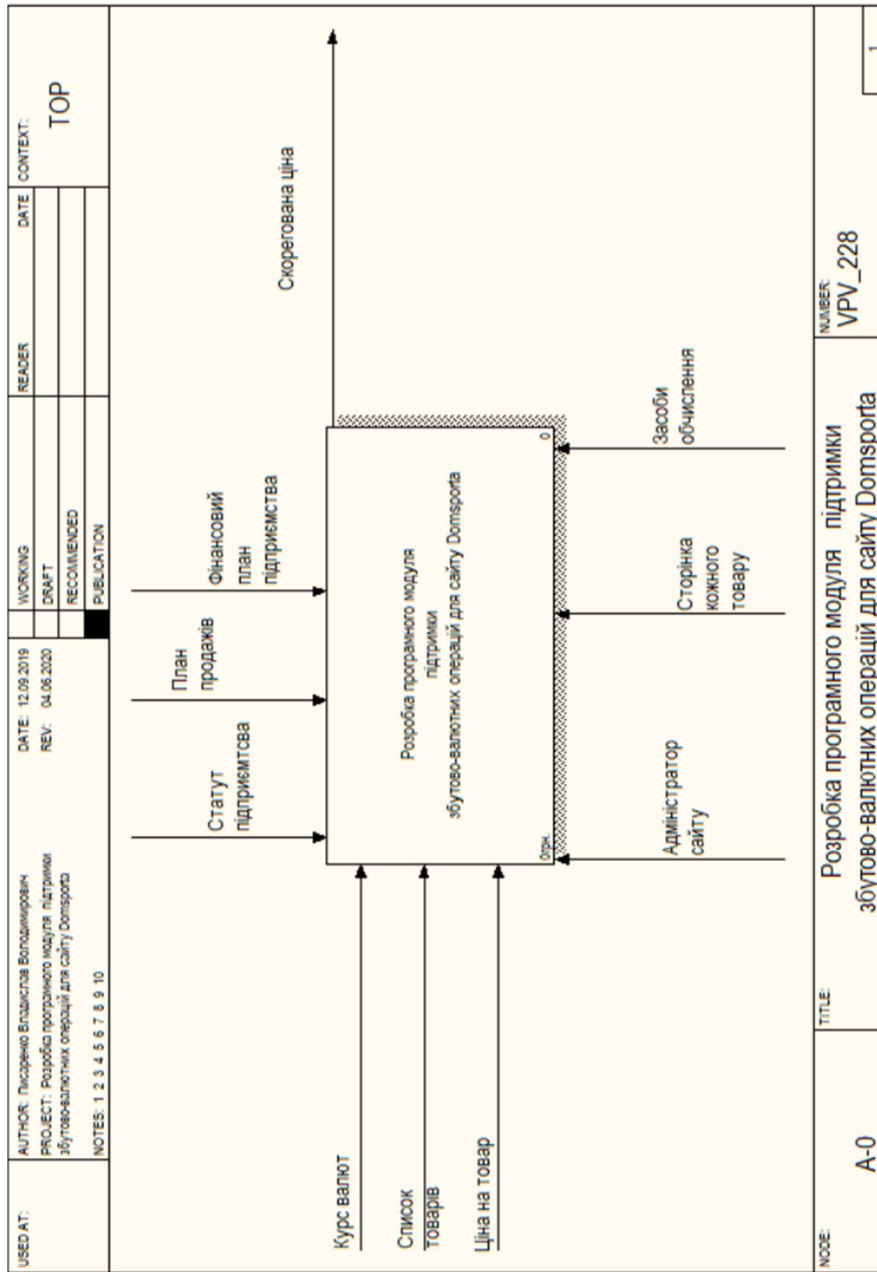 USED AT:
AUTHOR: Писаренко Владислав Володимирович
DATE: 12.09.2019
PROJECT: Розробка програмного модуля підтримки
збутово-валютних операцій для сайту Domsporta
REV: 04.06.2020
NOTES: 1 2 3 4 5 6 7 8 9 10
WORKING
DRAFT
RECOMMENDED
PUBLICATION
READER
DATE
CONTEXT:
TOP
Статут
підприємтсва
План
продажів
Фінансовий
план
підприємства
Курс валют
Список
товарів
Ціна на товар
Розробка програмного модуля
підтримки
збутово-валютних операцій для сайту Domsporta
0грн.
0
Скорегована ціна
Адміністратор
сайту
Сторінка
кожного
товару
Засоби
обчислення
NODE:
A-0
TITLE:
Розробка програмного модуля підтримки
збутово-валютних операцій для сайту Domsporta
NUMBER:
VPV_228
1